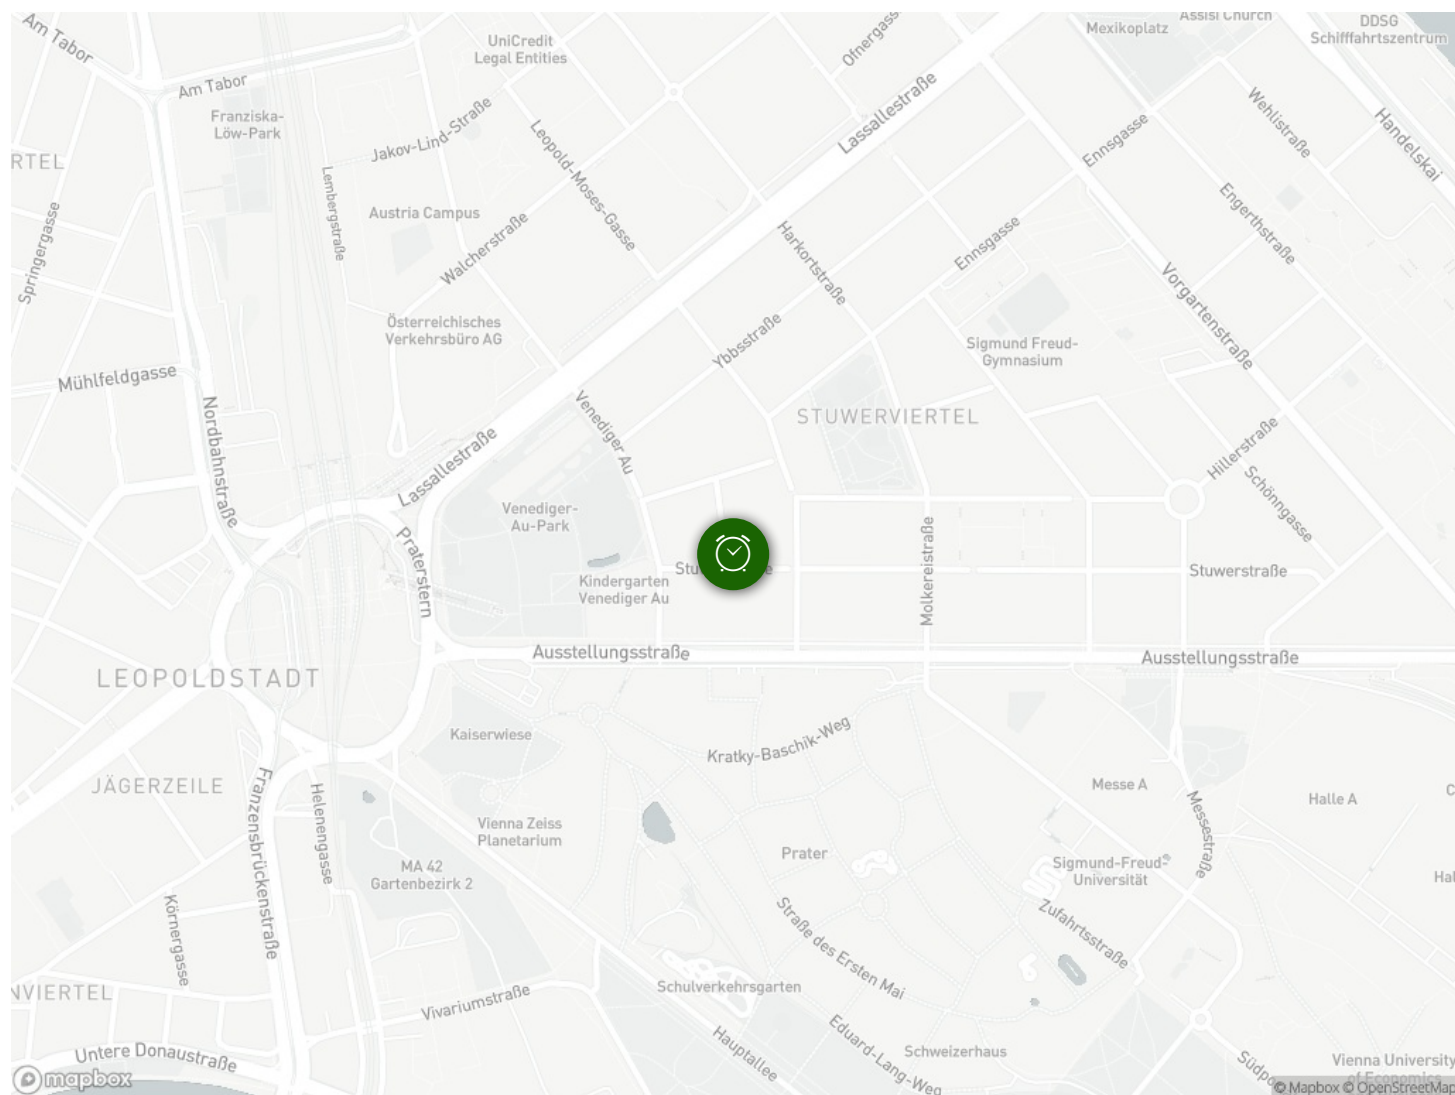 Am Tabor
UniCredit
Legal Entities
Ofnergasse
Assisi Church
Mexikoplatz
DDSG
Schifffahrtszentrum
Am Tabor
Franziska-
Löw-Park
Jakov-Lind-Straße
Leopold-Moses-Gasse
Lassallestraße
Ennsgasse
Wehlistraße
Handelskai
RTEL
Lembergstraße
Springergasse
Austria Campus
Walcherstraße
Harkortstraße
Ennsgasse
Engerthstraße
Vorgartenstraße
Österreichisches
Verkehrsbüro AG
Ybbsstraße
Sigmund Freud-
Gymnasium
Mühlfeldgasse
Nordbahnstraße
Venediger Au
STUWERVIERTEL
Lassallestraße
Hillerstraße
Schönngasse
Venediger-
Au-Park
Praterstern
Molkereistraße
Kindergarten
Venediger Au
Stu
e
Stuwerstraße
Ausstellungsstraße
Ausstellungsstraße
LEOPOLDSTADT
Kaiserwiese
Kratky-Baschik-Weg
JÄGERZEILE
Franzensbrückenstraße
Helenengasse
Messe A
Halle A
C
Messestraße
Vienna Zeiss
Planetarium
Prater
MA 42
Gartenbezirk 2
Sigmund-Freud-
Universität
Hal
Körnergasse
Straße des Ersten Mai
Zufahrtsstraße
NVIERTEL
Vivariumstraße
Schulverkehrsgarten
Hauptallee
Eduard-Lang-Weg
Schweizerhaus
Südpo
Untere Donaustraße
Vienna University
of Economics
mapbox
© Mapbox © OpenStreetMap